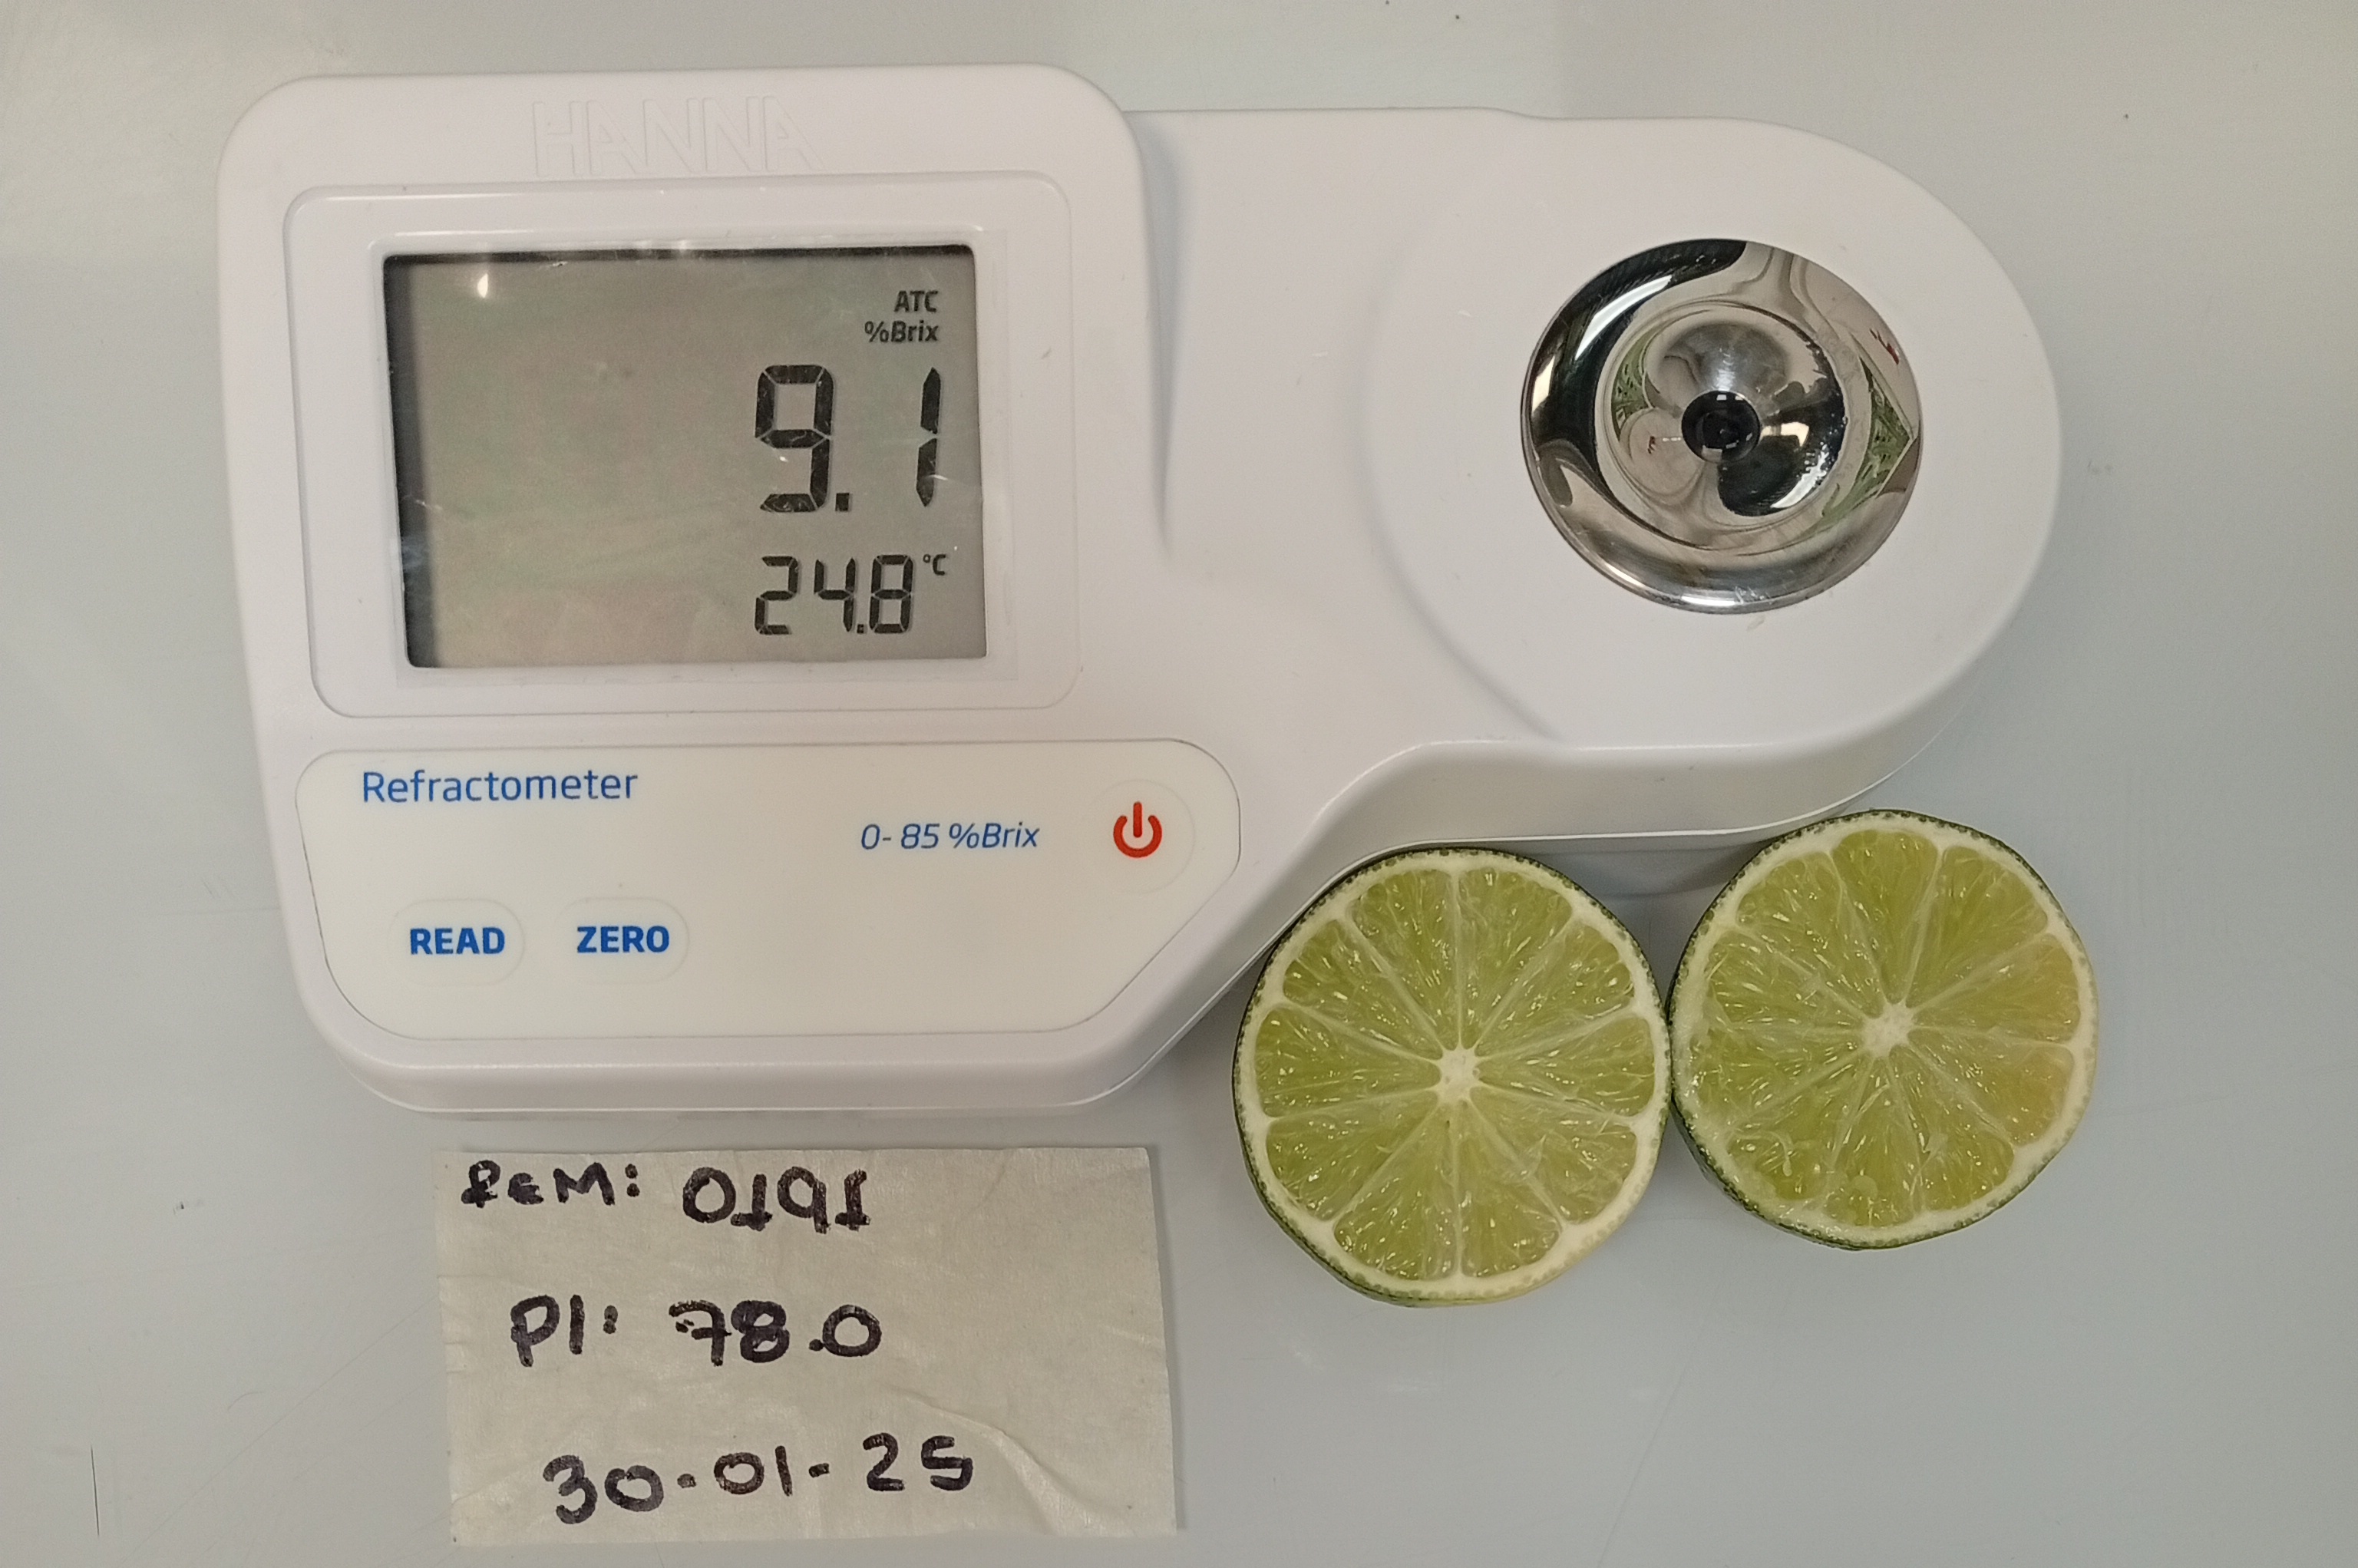 HANNA
ATC
%Brix
9.1
24.8 °C
Refractometer
0-85 %Brix
READ ZERO
REM: 0191
PI: 78.0
30-01-25